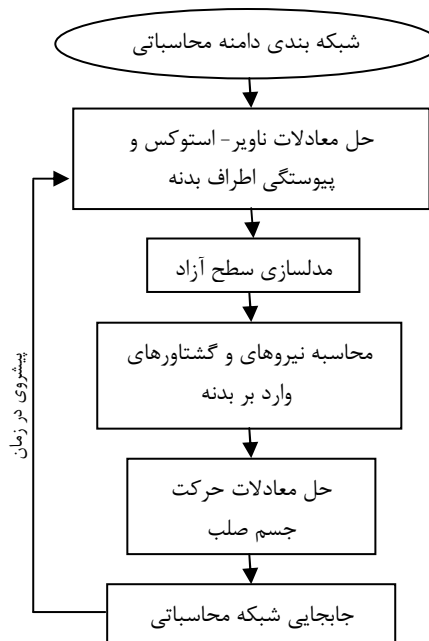 شبکه بندی دامنه محاسباتی
حل معادلات ناویر- استوکس و
پیوستگی اطراف بدنه
مدلسازی سطح آزاد
محاسبه نیروهای و گشتاورهای
وارد بر بدنه
حل معادلات حرکت
جسم صلب
جابجایی شبکه محاسباتی
پیشروی در زمان